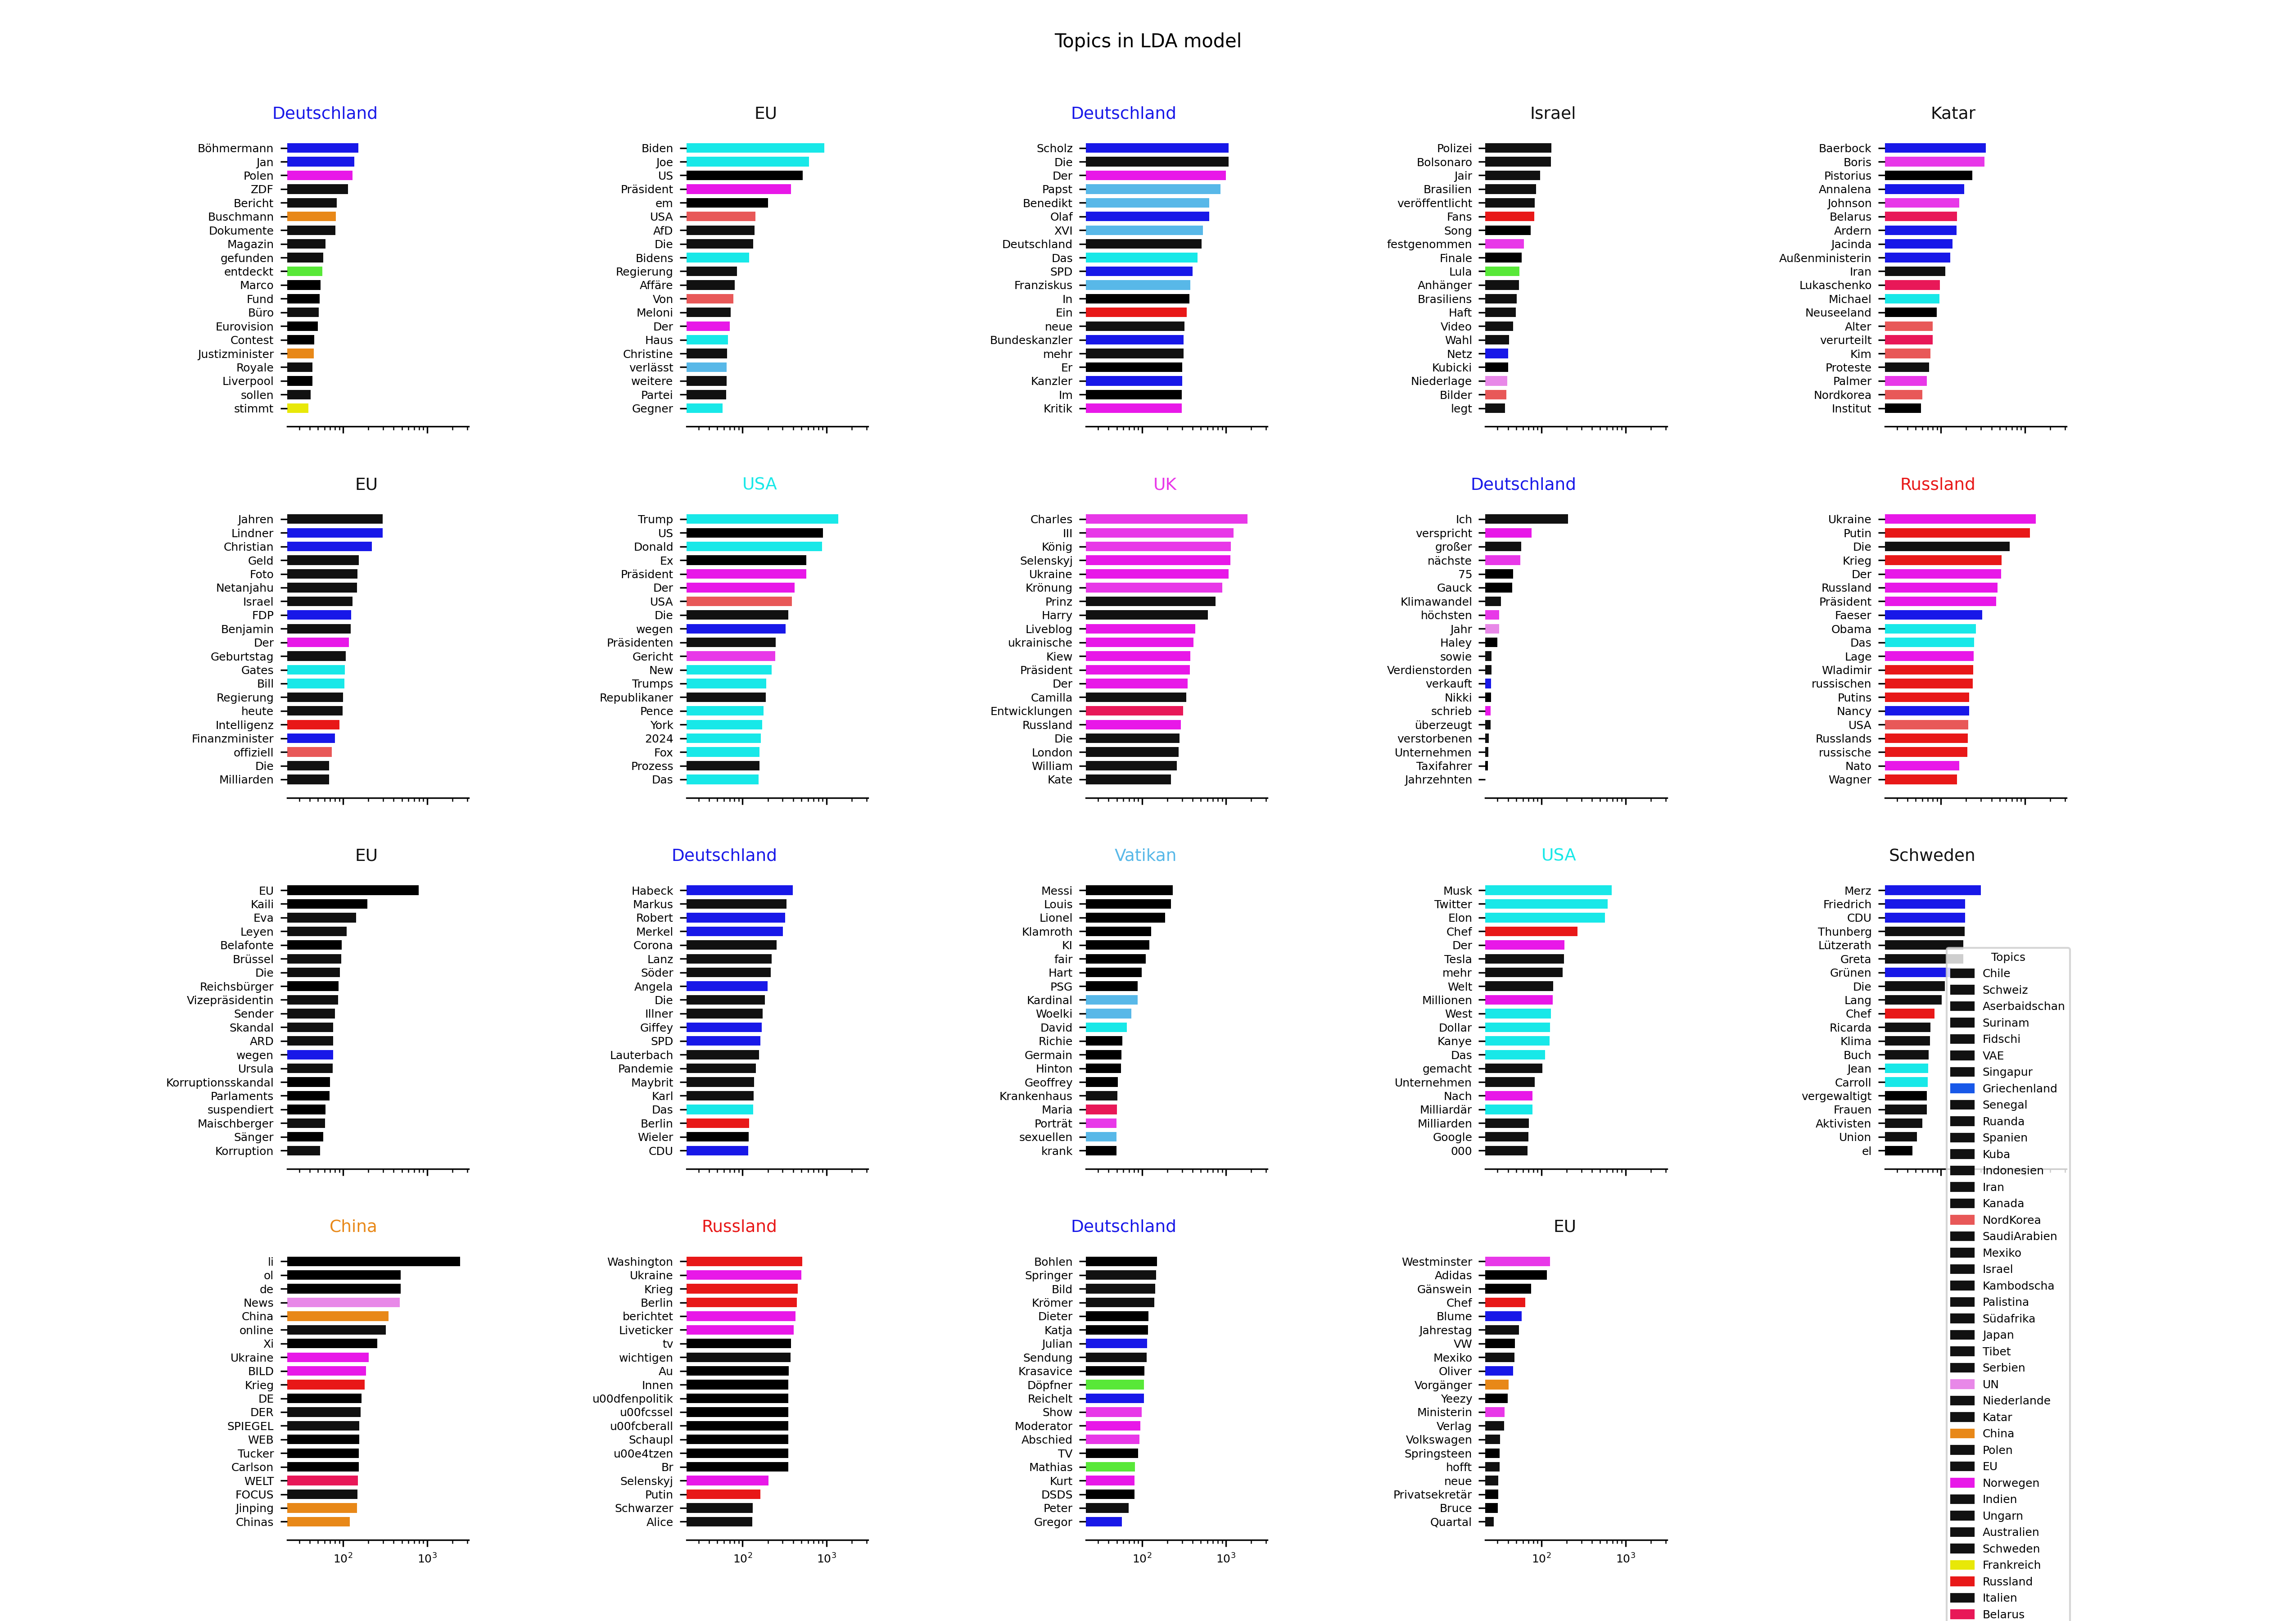 Topics in LDA model
Deutschland
Böhmermann
Jan
Polen
ZDF
Bericht
Buschmann
Dokumente
Magazin
gefunden
entdeckt
Marco
Fund
Büro
Eurovision
Contest
Justizminister
Royale
Liverpool
sollen
stimmt
EU
Biden
Joe
US
Präsident
em
USA
AfD
Die
Bidens
Regierung
Affäre
Von
Meloni
Der
Haus
Christine
verlässt
weitere
Partei
Gegner
Deutschland
Scholz
Die
Der
Papst
Benedikt
Olaf
XVI
Deutschland
Das
SPD
Franziskus
In
Ein
neue
Bundeskanzler
mehr
Er
Kanzler
Im
Kritik
Israel
Polizei
Bolsonaro
Jair
Brasilien
veröffentlicht
Fans
Song
festgenommen
Finale
Lula
Anhänger
Brasiliens
Haft
Video
Wahl
Netz
Kubicki
Niederlage
Bilder
legt
Katar
Baerbock
Boris
Pistorius
Annalena
Johnson
Belarus
Ardern
Jacinda
Außenministerin
Iran
Lukaschenko
Michael
Neuseeland
Alter
verurteilt
Kim
Proteste
Palmer
Nordkorea
Institut
EU
Jahren
Lindner
Christian
Geld
Foto
Netanjahu
Israel
FDP
Benjamin
Der
Geburtstag
Gates
Bill
Regierung
heute
Intelligenz
Finanzminister
offiziell
Die
Milliarden
USA
Trump
US
Donald
Ex
Präsident
Der
USA
Die
wegen
Präsidenten
Gericht
New
Trumps
Republikaner
Pence
York
2024
Fox
Prozess
Das
UK
Charles
III
König
Selenskyj
Ukraine
Krönung
Prinz
Harry
Liveblog
ukrainische
Kiew
Präsident
Der
Camilla
Entwicklungen
Russland
Die
London
William
Kate
Deutschland
Ich
verspricht
großer
nächste
75
Gauck
Klimawandel
höchsten
Jahr
Haley
sowie
Verdienstorden
verkauft
Nikki
schrieb
überzeugt
verstorbenen
Unternehmen
Taxifahrer
Jahrzehnten
Russland
Ukraine
Putin
Die
Krieg
Der
Russland
Präsident
Faeser
Obama
Das
Lage
Wladimir
russischen
Putins
Nancy
USA
Russlands
russische
Nato
Wagner
EU
EU
Kaili
Eva
Leyen
Belafonte
Brüssel
Die
Reichsbürger
Vizepräsidentin
Sender
Skandal
ARD
wegen
Ursula
Korruptionsskandal
Parlaments
suspendiert
Maischberger
Sänger
Korruption
Deutschland
Habeck
Markus
Robert
Merkel
Corona
Lanz
Söder
Angela
Die
Illner
Giffey
SPD
Lauterbach
Pandemie
Maybrit
Karl
Das
Berlin
Wieler
CDU
Vatikan
Messi
Louis
Lionel
Klamroth
KI
fair
Hart
PSG
Kardinal
Woelki
David
Richie
Germain
Hinton
Geoffrey
Krankenhaus
Maria
Porträt
sexuellen
krank
USA
Musk
Twitter
Elon
Chef
Der
Tesla
mehr
Welt
Millionen
West
Dollar
Kanye
Das
gemacht
Unternehmen
Nach
Milliardär
Milliarden
Google
000
Schweden
Merz
Friedrich
CDU
Thunberg
Lützerath
Greta
Grünen
Die
Lang
Chef
Ricarda
Klima
Buch
Jean
Carroll
vergewaltigt
Frauen
Aktivisten
Union
el
China
li
ol
de
News
China
online
Xi
Ukraine
BILD
Krieg
DE
DER
SPIEGEL
WEB
Tucker
Carlson
WELT
FOCUS
Jinping
Chinas
10²
10³
Russland
Washington
Ukraine
Krieg
Berlin
berichtet
Liveticker
tv
wichtigen
Au
Innen
u00dfenpolitik
u00fcssel
u00fcberall
Schaupl
u00e4tzen
Br
Selenskyj
Putin
Schwarzer
Alice
10²
10³
Deutschland
Bohlen
Springer
Bild
Krömer
Dieter
Katja
Julian
Sendung
Krasavice
Döpfner
Reichelt
Show
Moderator
Abschied
TV
Mathias
Kurt
DSDS
Peter
Gregor
10²
10³
EU
Westminster
Adidas
Gänswein
Chef
Blume
Jahrestag
VW
Mexiko
Oliver
Vorgänger
Yeezy
Ministerin
Verlag
Volkswagen
Springsteen
hofft
neue
Privatsekretär
Bruce
Quartal
10²
10³
Topics
Chile
Schweiz
Aserbaidschan
Surinam
Fidschi
VAE
Singapur
Griechenland
Senegal
Ruanda
Spanien
Kuba
Indonesien
Iran
Kanada
NordKorea
SaudiArabien
Mexiko
Israel
Kambodscha
Palistina
Südafrika
Japan
Tibet
Serbien
UN
Niederlande
Katar
China
Polen
EU
Norwegen
Indien
Ungarn
Australien
Schweden
Frankreich
Russland
Italien
Belarus